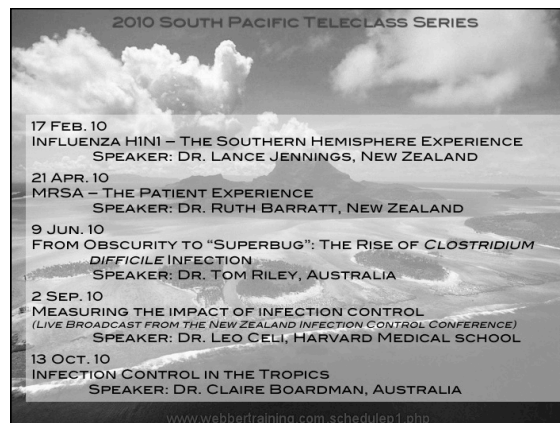 2010 South Pacific Teleclass Series
17 Feb. 10
Influenza H1N1 – The Southern Hemisphere Experience
Speaker: Dr. Lance Jennings, New Zealand
21 Apr. 10
MRSA – The Patient Experience
Speaker: Dr. Ruth Barratt, New Zealand
9 Jun. 10
From Obscurity to “Superbug”: The Rise of Clostridium
difficile Infection
Speaker: Dr. Tom Riley, Australia
2 Sep. 10
Measuring the impact of infection control
(Live Broadcast from the New Zealand Infection Control Conference)
Speaker: Dr. Leo Celi, Harvard Medical school
13 Oct. 10
Infection Control in the Tropics
Speaker: Dr. Claire Boardman, Australia
www.webbertraining.com.schedulep1.php